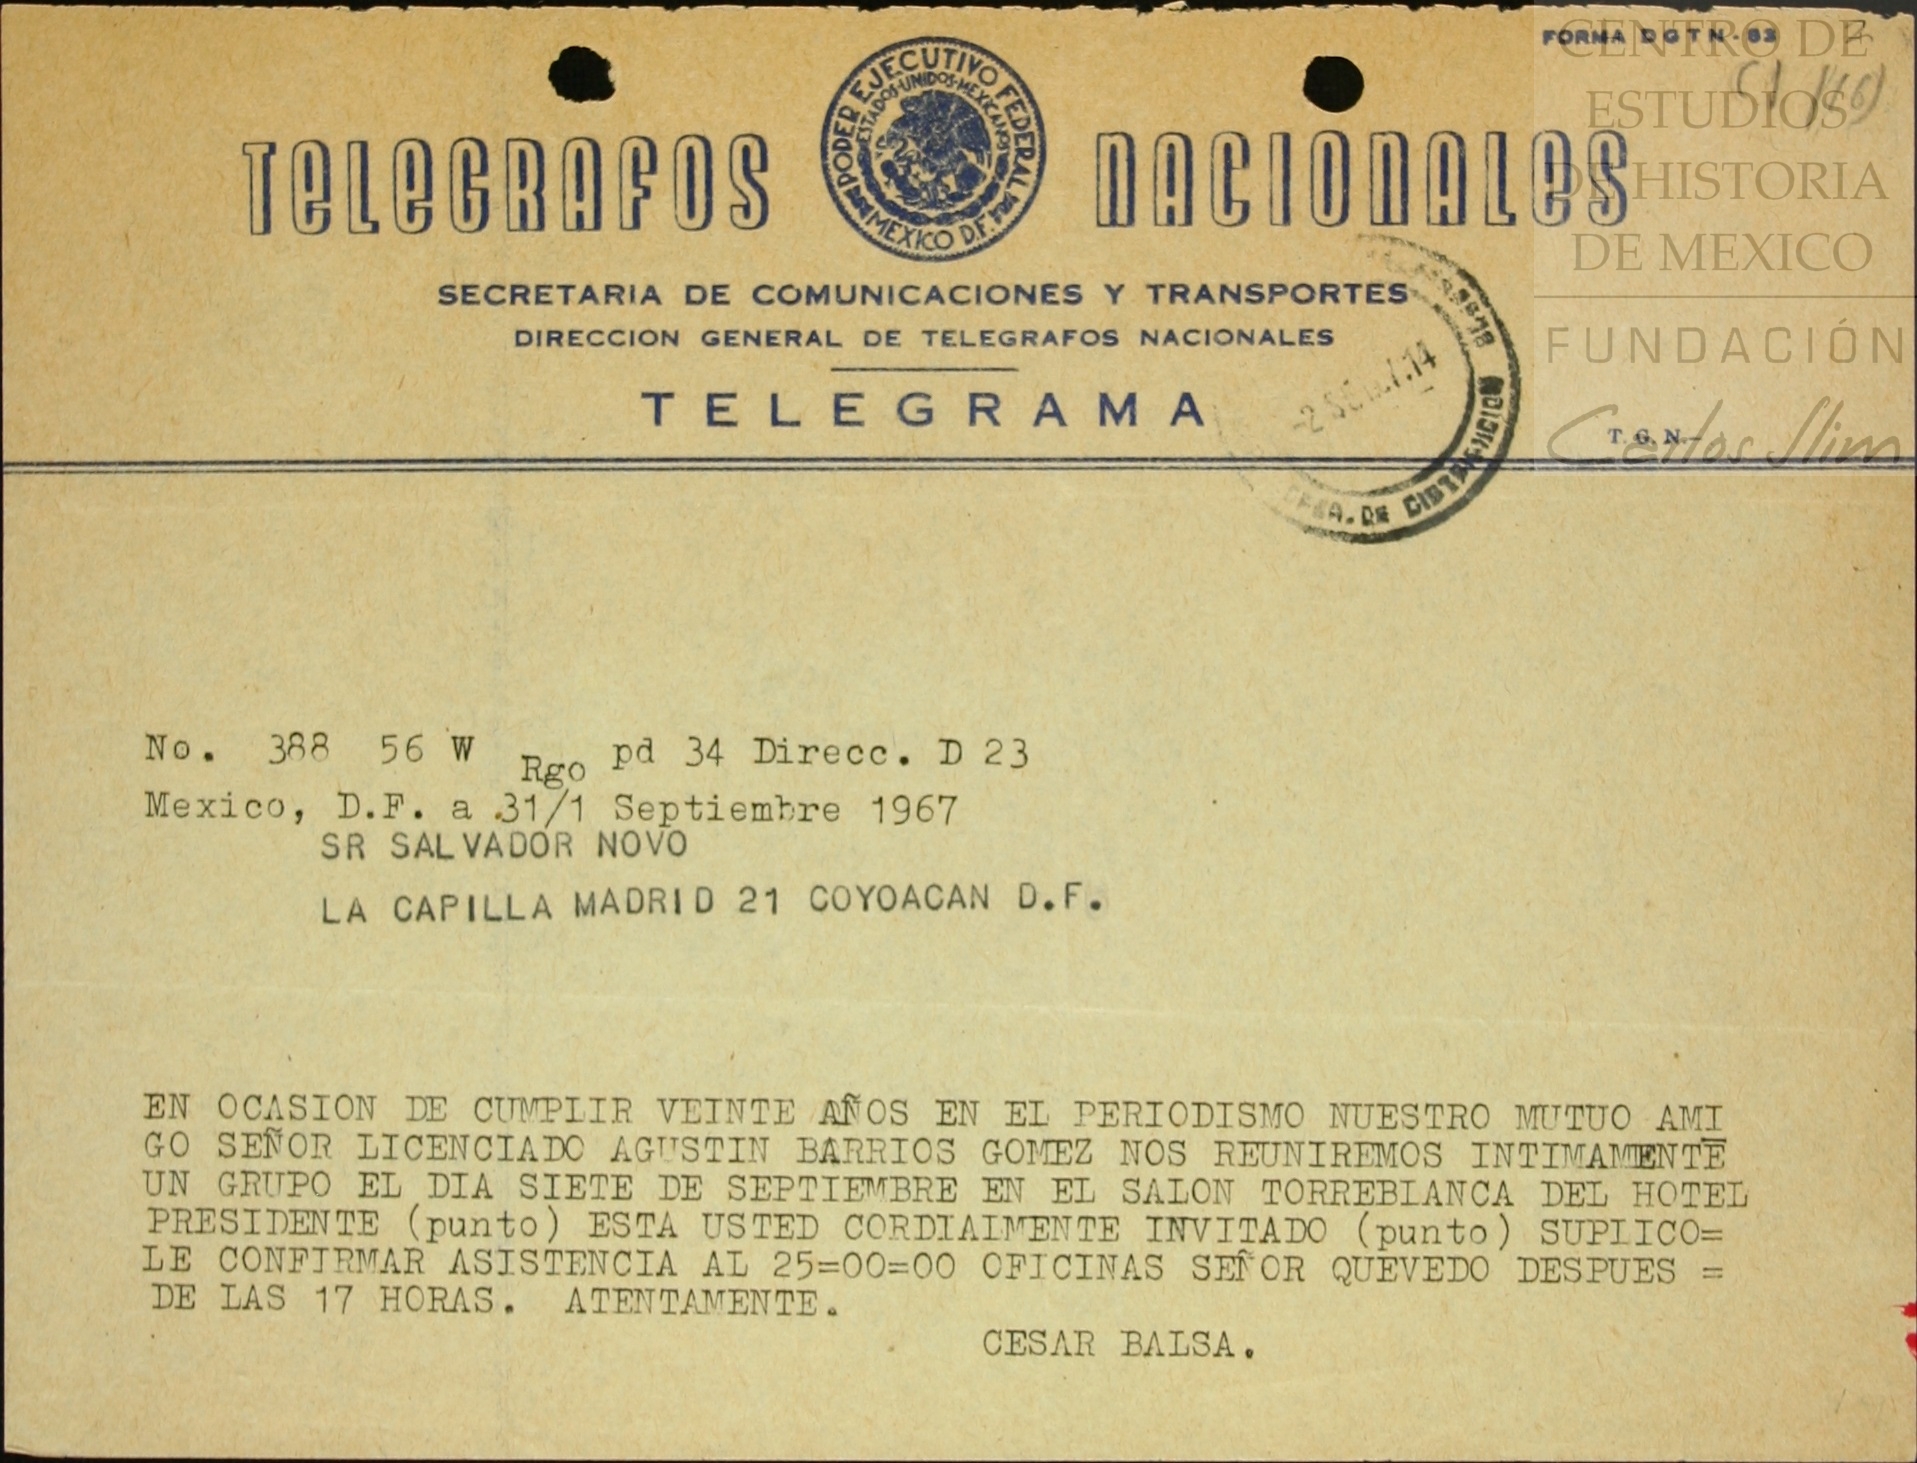 CENTRO DE
ESTUDIOS
DE HISTORIA
DE MEXICO
FUNDACIÓN
Carlos Slim
FORMA DGTN-83
TELEGRAFOS NACIONALES
PODER EJECUTIVO FEDERAL
ESTADOS·UNIDOS·MEXICANOS
MEXICO D.F.
SECRETARIA DE COMUNICACIONES Y TRANSPORTES
DIRECCION GENERAL DE TELEGRAFOS NACIONALES
TELEGRAMA
T. G. N.
DE DISTRIBUCION
No. 388 56 W Rgo pd 34 Direcc. D 23
Mexico, D.F. a .31/1 Septiembre 1967
SR SALVADOR NOVO
LA CAPILLA MADRID 21 COYOACAN D.F.
EN OCASION DE CUMPLIR VEINTE AÑOS EN EL PERIODISMO NUESTRO MUTUO AMI
GO SEÑOR LICENCIADO AGUSTIN BARRIOS GOMEZ NOS REUNIREMOS INTIMAMENTE
UN GRUPO EL DIA SIETE DE SEPTIEMBRE EN EL SALON TORREBIANCA DEL HOTEL
PRESIDENTE (punto) ESTA USTED CORDIALMENTE INVITADO (punto) SUPLICO=
LE CONFIRMAR ASISTENCIA AL 25=00=00 OFICINAS SEÑOR QUEVEDO DESPUES =
DE LAS 17 HORAS. ATENTAMENTE.
CESAR BALSA.